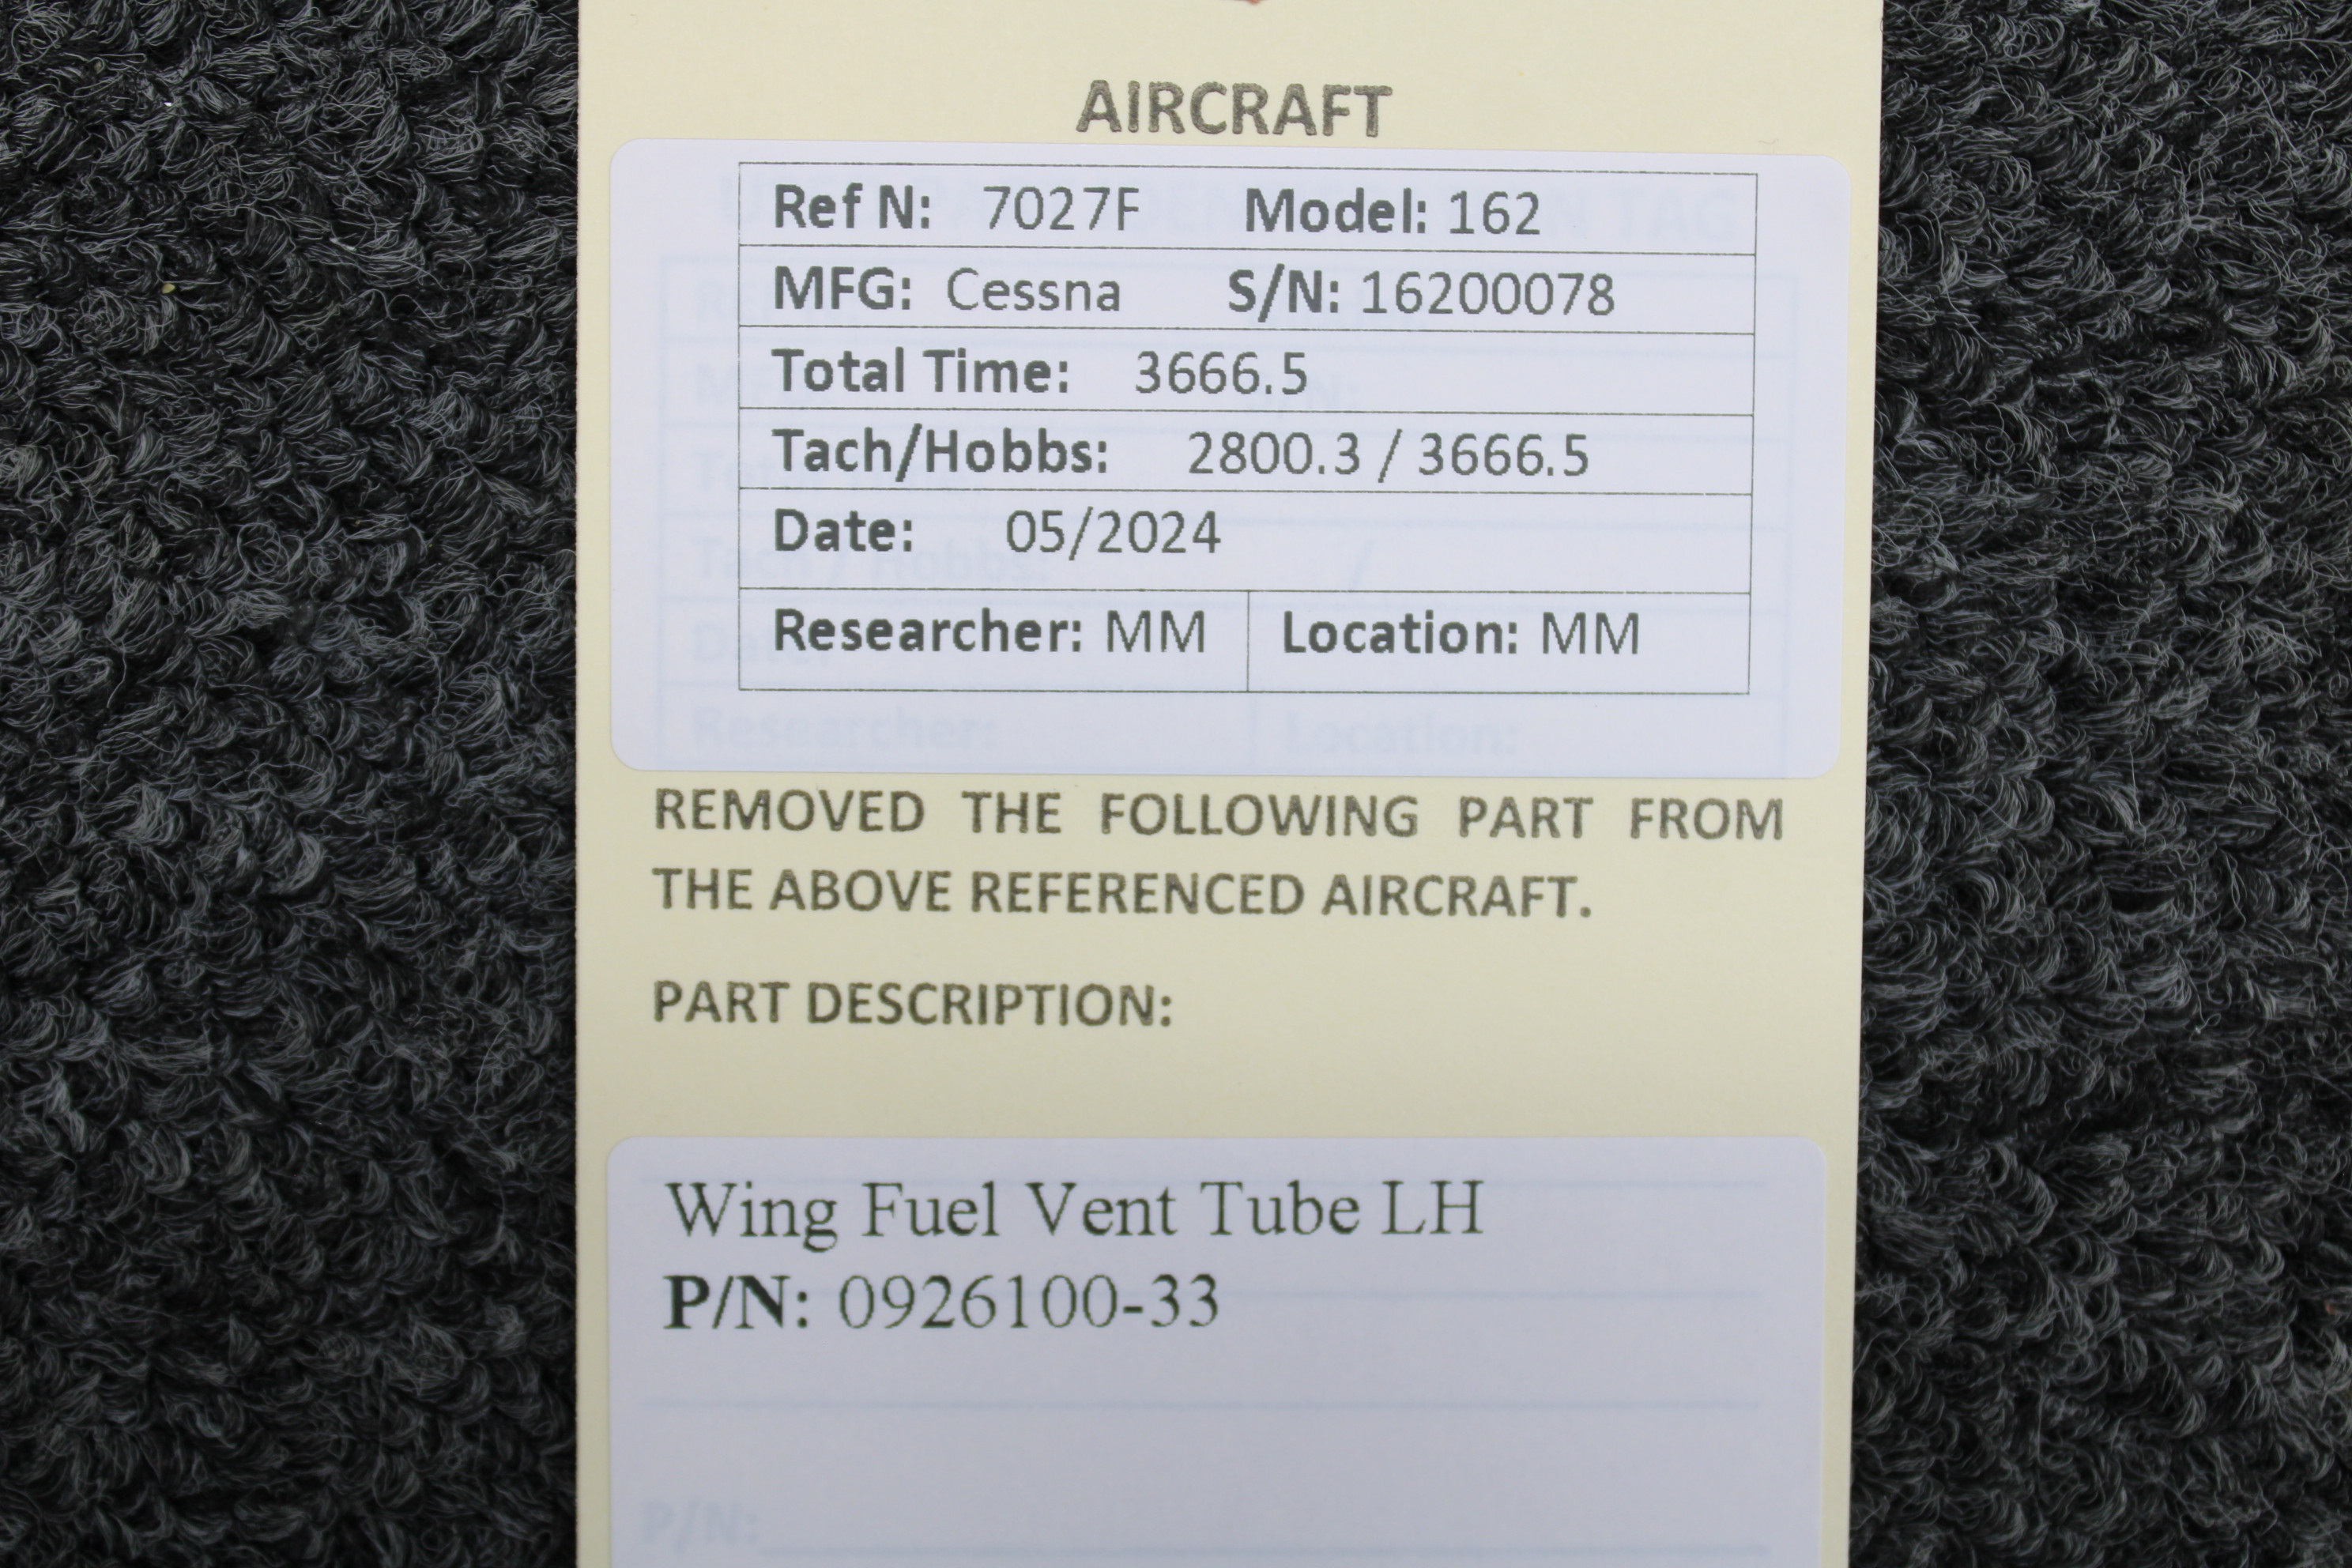 AIRCRAFT
Ref N: 7027F Model: 162
MFG: Cessna S/N: 16200078
Total Time: 3666.5
Tach/Hobbs: 2800.3 / 3666.5
Date: 05/2024
Researcher: MM Location: MM
Researcher: Location:
REMOVED THE FOLLOWING PART FROM
THE ABOVE REFERENCED AIRCRAFT.
PART DESCRIPTION:
Wing Fuel Vent Tube LH
P/N: 0926100-33
P/N: